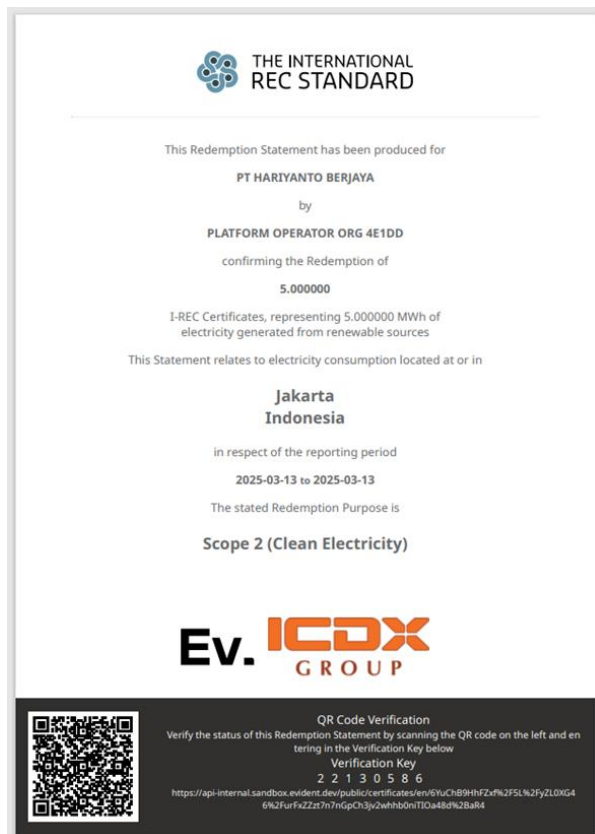 THE INTERNATIONAL
REC STANDARD
This Redemption Statement has been produced for
PT HARIYANTO BERJAYA
by
PLATFORM OPERATOR ORG 4E1DD
confirming the Redemption of
5.000000
I-REC Certificates, representing 5.000000 MWh of
electricity generated from renewable sources
This Statement relates to electricity consumption located at or in
Jakarta
Indonesia
in respect of the reporting period
2025-03-13 to 2025-03-13
The stated Redemption Purpose is
Scope 2 (Clean Electricity)
Ev. ICDX
GROUP
QR Code Verification
Verify the status of this Redemption Statement by scanning the QR code on the left and en
tering in the Verification Key below
Verification Key
2 2 1 3 0 5 8 6
https://api-internal.sandbox.evident.dev/public/certificates/en/6YuChB9HhFZxf%2F5L%2FyZL0XG4
6%2FurFxZZzt7n7nGpCh3jv2whhb0niTIOa48d%2BaR4